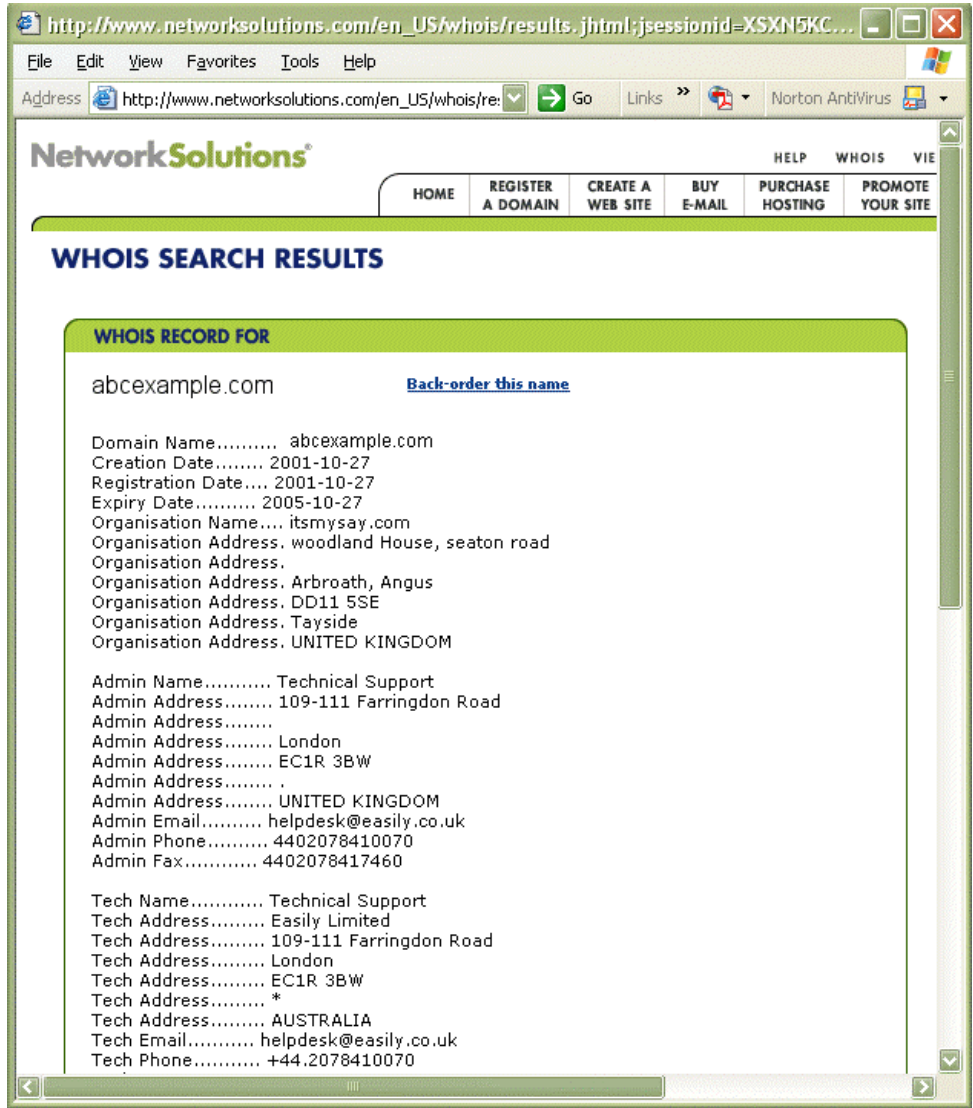 http://www.networksolutions.com/en_US/whois/results.jhtml;jsessionid=XSXN5KC...
File Edit View Favorites Tools Help
Address http://www.networksolutions.com/en_US/whois/re: Go Links » Norton AntiVirus
NetworkSolutions®
HELP WHOIS VIE
HOME REGISTER A DOMAIN CREATE A WEB SITE BUY E-MAIL PURCHASE HOSTING PROMOTE YOUR SITE
WHOIS SEARCH RESULTS
WHOIS RECORD FOR
abcexample.com Back-order this name
Domain Name.......... abcexample.com
Creation Date........ 2001-10-27
Registration Date.... 2001-10-27
Expiry Date.......... 2005-10-27
Organisation Name.... itsmysay.com
Organisation Address. woodland House, seaton road
Organisation Address.
Organisation Address. Arbroath, Angus
Organisation Address. DD11 5SE
Organisation Address. Tayside
Organisation Address. UNITED KINGDOM
Admin Name........... Technical Support
Admin Address........ 109-111 Farringdon Road
Admin Address........
Admin Address........ London
Admin Address........ EC1R 3BW
Admin Address........ .
Admin Address........ UNITED KINGDOM
Admin Email.......... helpdesk@easily.co.uk
Admin Phone.......... 4402078410070
Admin Fax............ 4402078417460
Tech Name............ Technical Support
Tech Address......... Easily Limited
Tech Address......... 109-111 Farringdon Road
Tech Address......... London
Tech Address......... EC1R 3BW
Tech Address......... *
Tech Address......... AUSTRALIA
Tech Email........... helpdesk@easily.co.uk
Tech Phone........... +44.2078410070